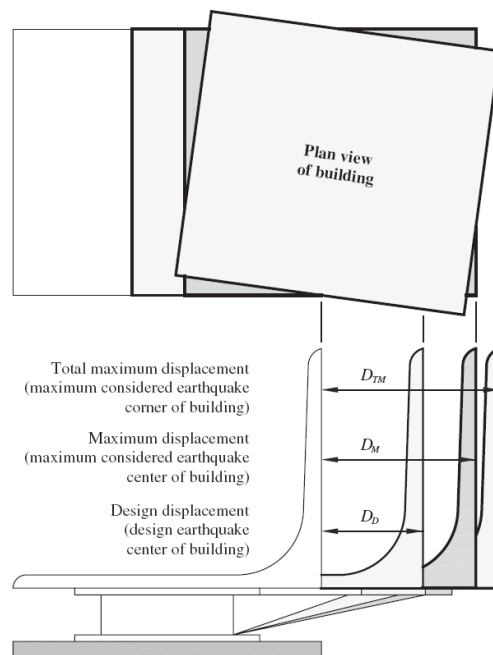 Plan view
of building
Total maximum displacement
(maximum considered earthquake
corner of building)
D_TM
Maximum displacement
(maximum considered earthquake
center of building)
D_M
Design displacement
(design earthquake
center of building)
D_D